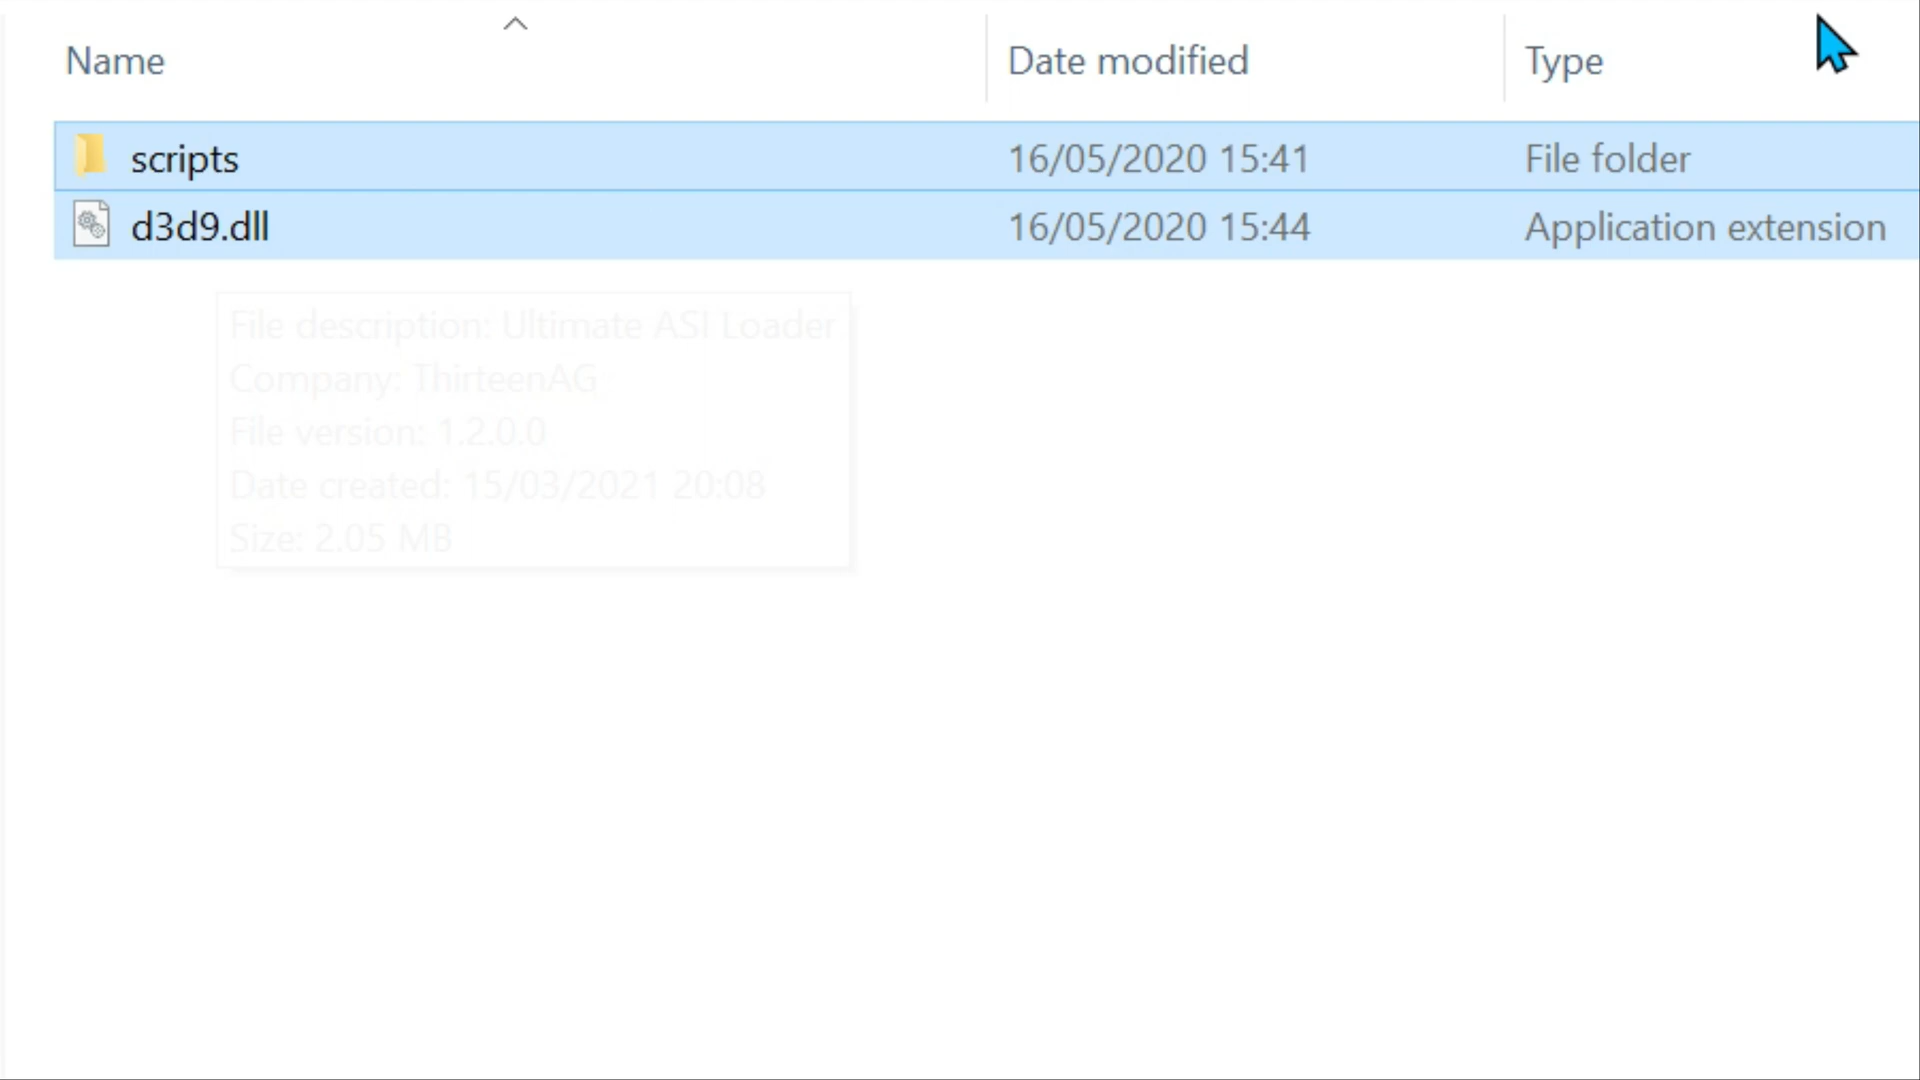 Name Date modified Type
scripts 16/05/2020 15:41 File folder
d3d9.dll 16/05/2020 15:44 Application extension
File description: Ultimate ASI Loader
Company: ThirteenAG
File version: 1.2.0.0
Date created: 15/03/2021 20:08
Size: 2.05 MB